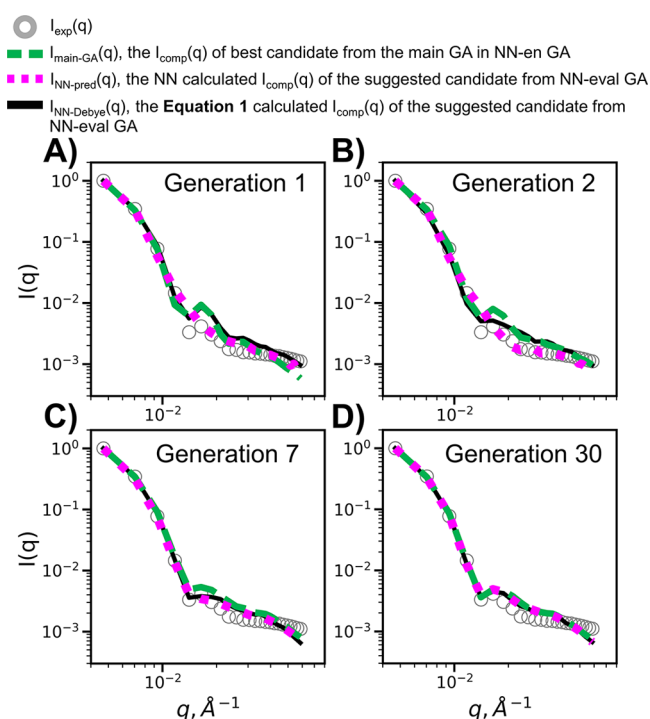 I_exp(q)
I_main-GA(q), the I_comp(q) of best candidate from the main GA in NN-en GA
I_NN-pred(q), the NN calculated I_comp(q) of the suggested candidate from NN-eval GA
I_NN-Debye(q), the Equation 1 calculated I_comp(q) of the suggested candidate from
NN-eval GA
A) Generation 1
B) Generation 2
I(q)
10^0
10^-1
10^-2
10^-3
10^-2
10^-2
C) Generation 7
D) Generation 30
I(q)
10^0
10^-1
10^-2
10^-3
10^-2
10^-2
q, Å^-1
q, Å^-1